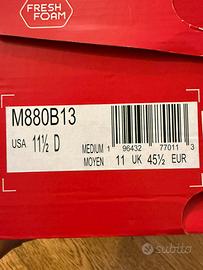 FRESH
FOAM
M880B13
USA 11½ D
MEDIUM 1 96432 77011 3
MOYEN 11 UK 45½ EUR
subito